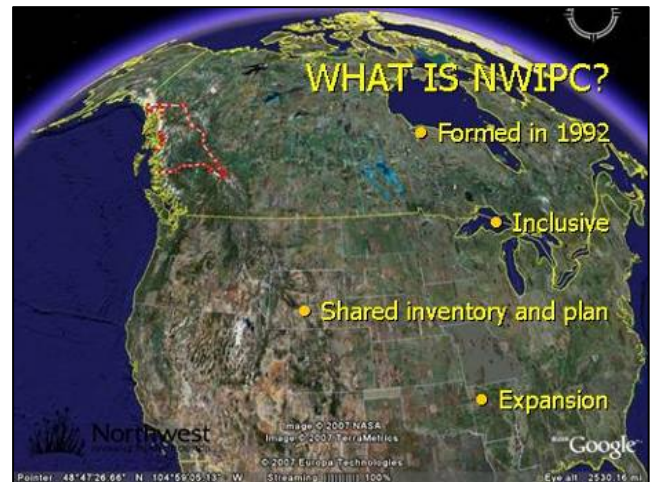 WHAT IS NWIPC?
Formed in 1992
Inclusive
Shared inventory and plan
Expansion
Northwest
Image © 2007 NASA
Image © 2007 TerraMetrics
© 2007 Europa Technologies
Google
Pointer 48°47'26.66" N 104°59'05.13" W Streaming |||||||||| 100% Eye alt 2530.16 mi